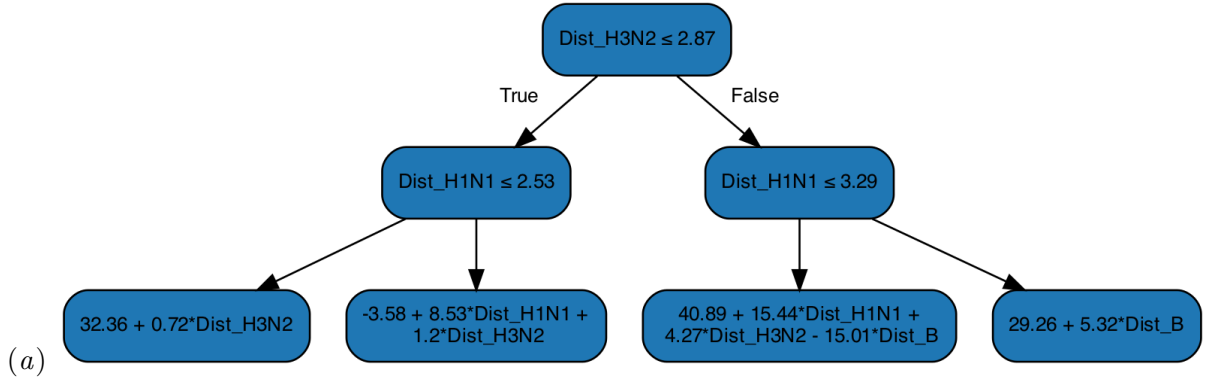 Dist_H3N2 ≤ 2.87
True
False
Dist_H1N1 ≤ 2.53
Dist_H1N1 ≤ 3.29
32.36 + 0.72*Dist_H3N2
-3.58 + 8.53*Dist_H1N1 +
1.2*Dist_H3N2
40.89 + 15.44*Dist_H1N1 +
4.27*Dist_H3N2 - 15.01*Dist_B
29.26 + 5.32*Dist_B
(a)